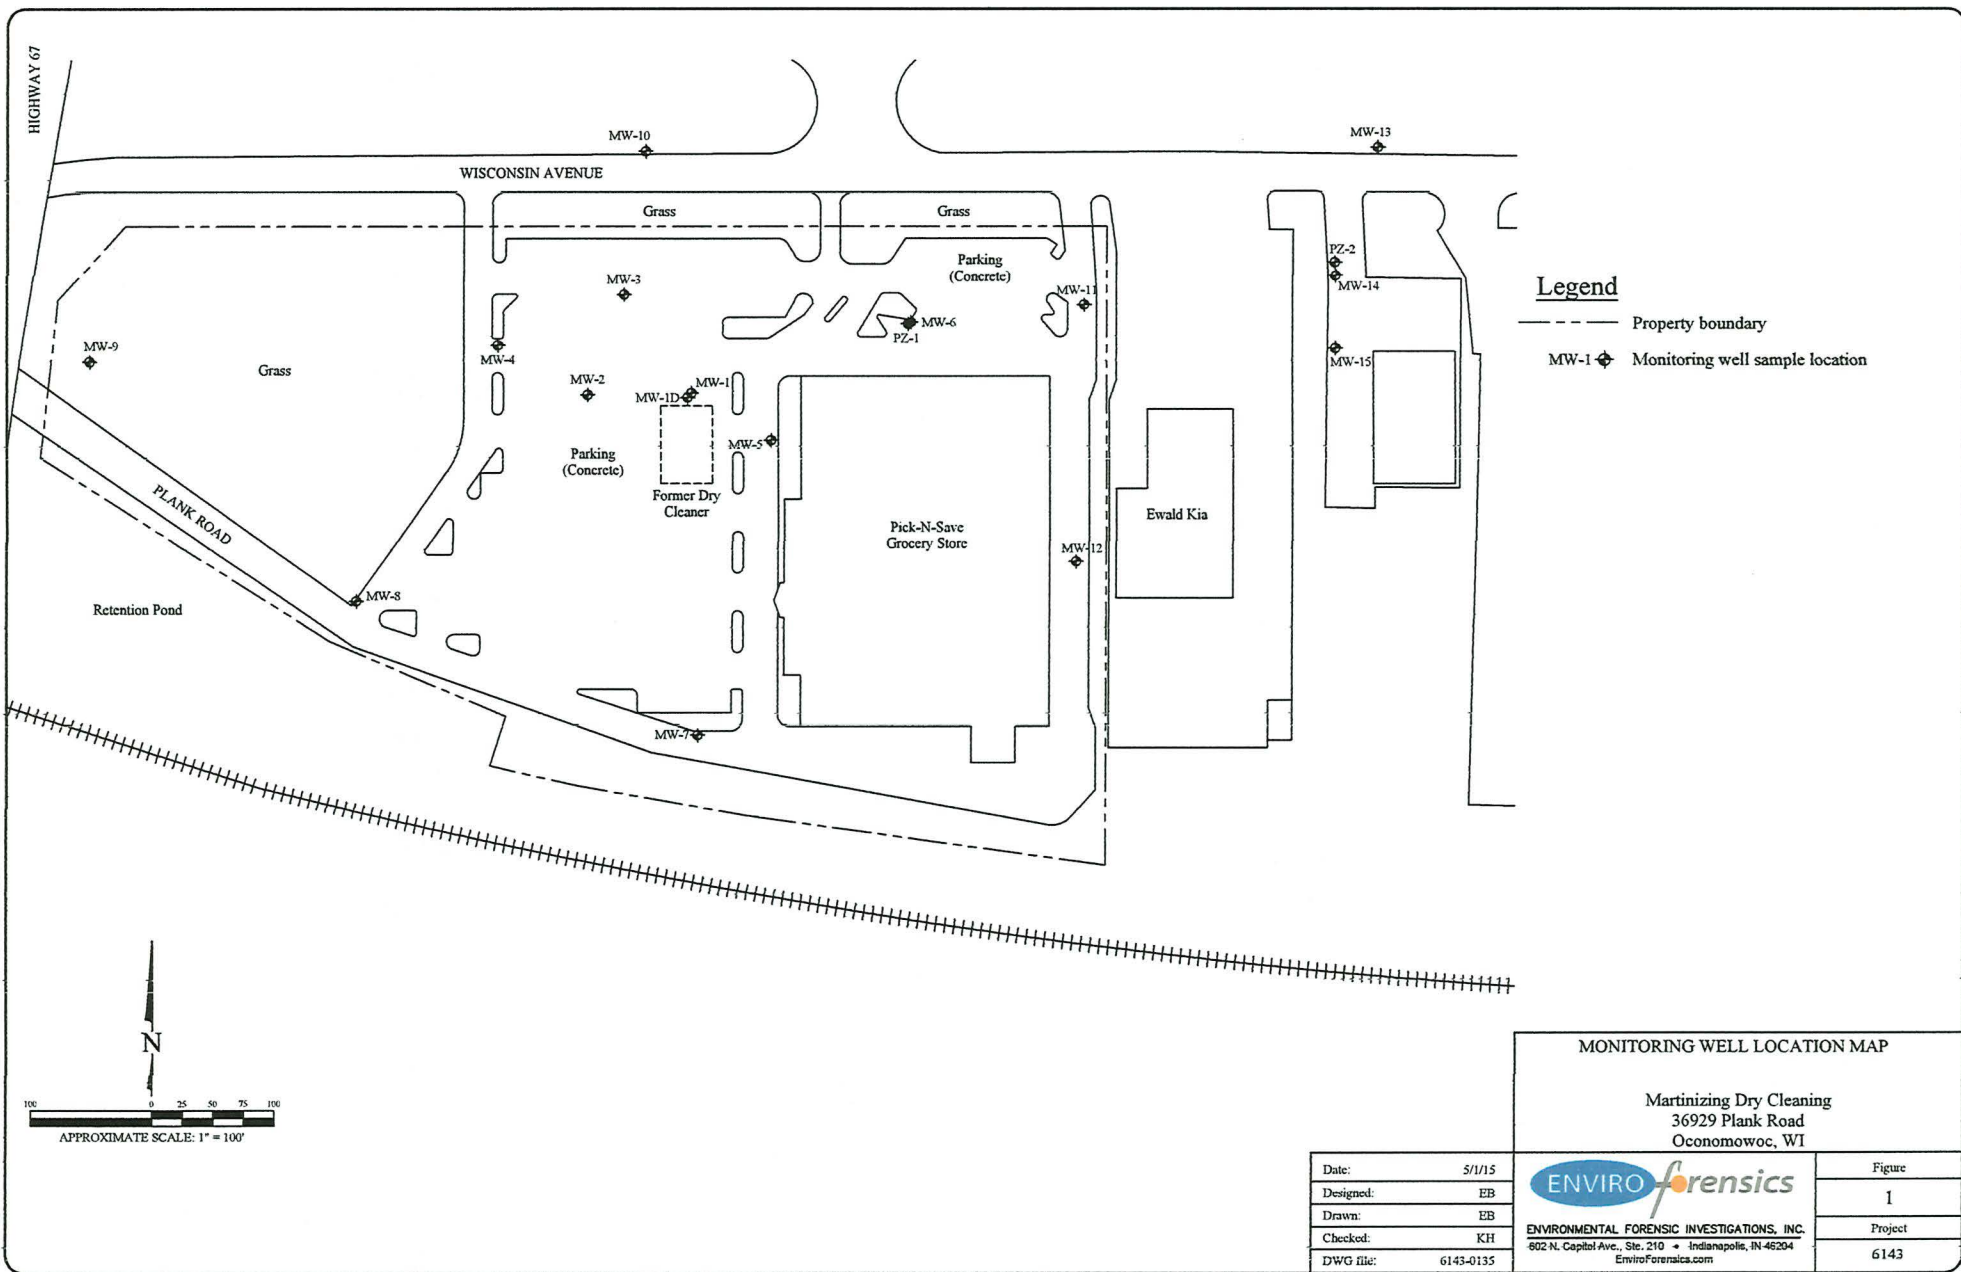 HIGHWAY 67
MW-10
MW-13
WISCONSIN AVENUE
Grass
Grass
Parking
(Concrete)
PZ-2
MW-14
MW-3
MW-11
MW-6
PZ-1
MW-9
MW-4
MW-15
Grass
MW-2
MW-1
MW-1D
MW-5
Parking
(Concrete)
Former Dry
Cleaner
PLANK ROAD
Pick-N-Save
Grocery Store
Ewald Kia
MW-12
MW-8
Retention Pond
MW-7
Legend
Property boundary
MW-1 Monitoring well sample location
N
100 0 25 50 75 100
APPROXIMATE SCALE: 1" = 100'
MONITORING WELL LOCATION MAP
Martinizing Dry Cleaning
36929 Plank Road
Oconomowoc, WI
Date: 5/1/15
Designed: EB
Drawn: EB
Checked: KH
DWG file: 6143-0135
ENVIRO forensics
ENVIRONMENTAL FORENSIC INVESTIGATIONS, INC.
602 N. Capitol Ave., Ste. 210 • Indianapolis, IN 46204
EnviroForensics.com
Figure
1
Project
6143